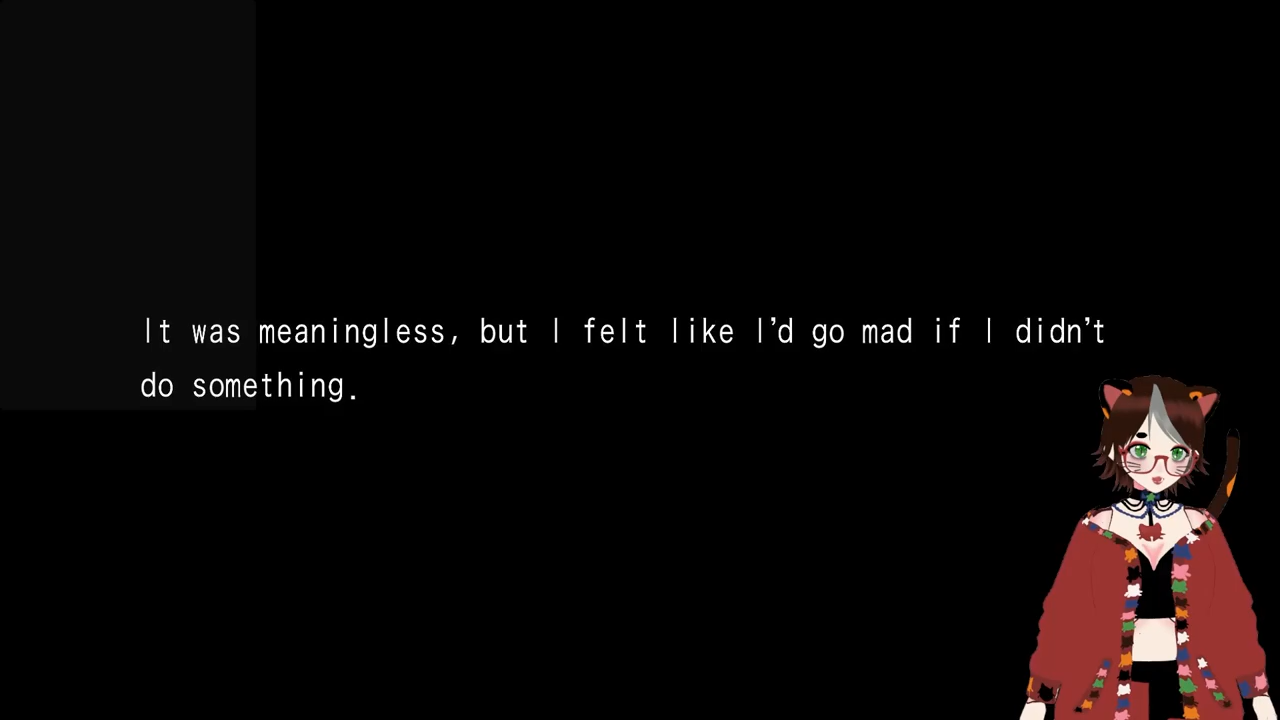 It was meaningless, but I felt like I’d go mad if I didn’t
do something.